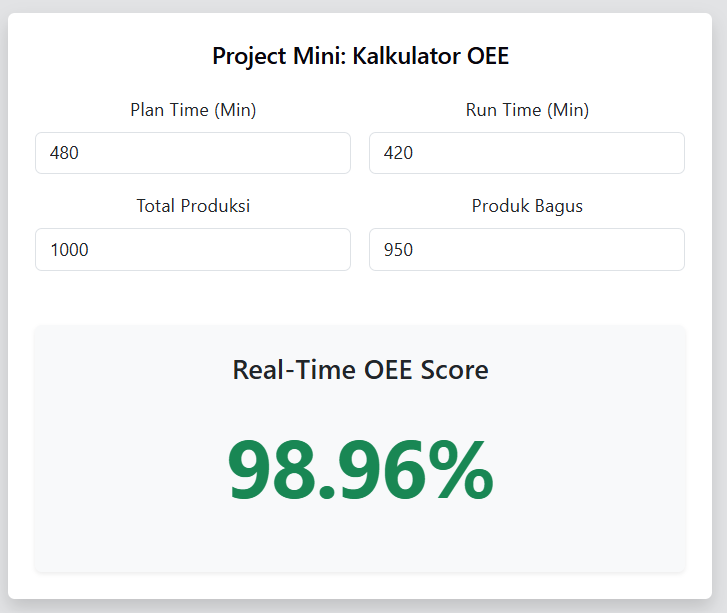 Project Mini: Kalkulator OEE
Plan Time (Min)
Run Time (Min)
480
420
Total Produksi
Produk Bagus
1000
950
Real-Time OEE Score
98.96%